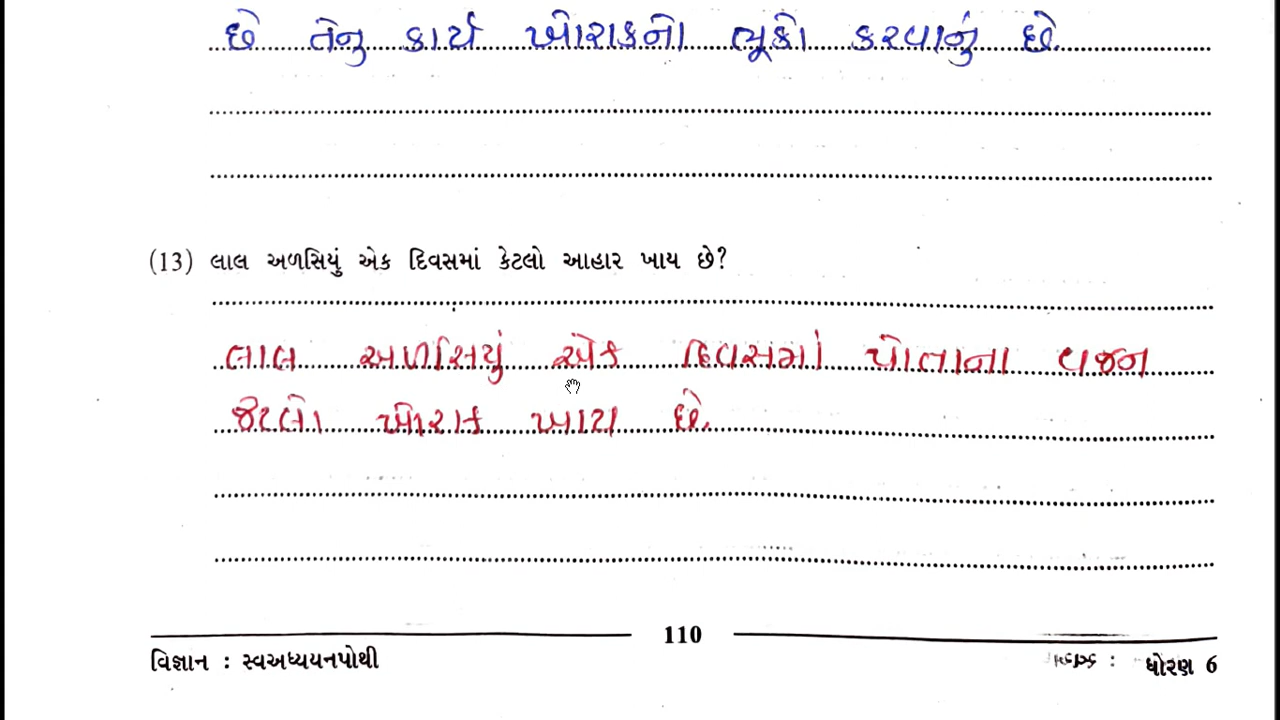 છે તેનુ કાર્ય ખોરાકનો ભૂકો કરવાનું છે.
(13) લાલ અળસિયું એક દિવસમાં કેટલો આહાર ખાય છે?
લાલ અળસિયું એક દિવસમાં પોતાના વજન
જેટલો ખોરાક ખાય છે.
110
વિજ્ઞાન : સ્વઅધ્યયનપોથી : ધોરણ 6